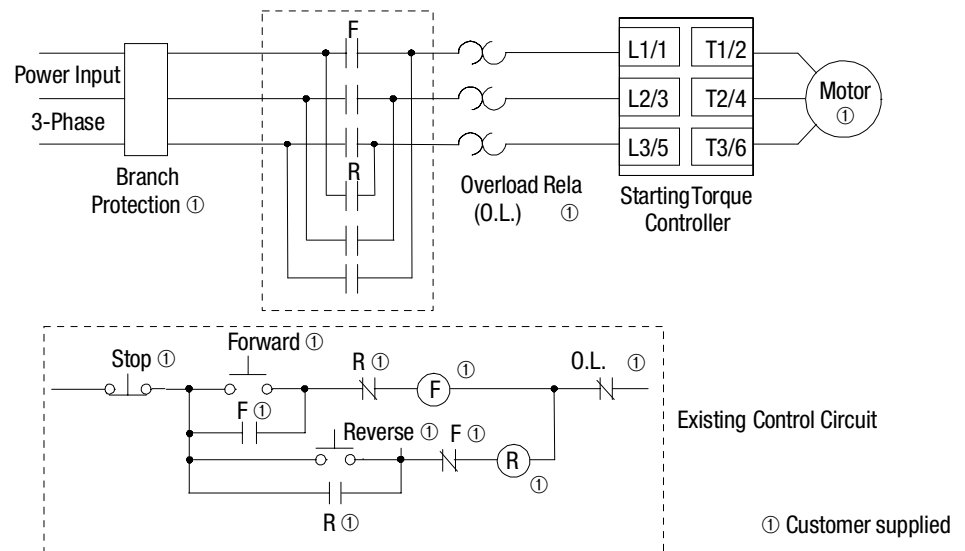 F
L1/1 T1/2
Power Input
L2/3 T2/4
Motor
①
3-Phase
L3/5 T3/6
R
Branch
Protection ①
Overload Rela
(O.L.) ①
Starting Torque
Controller
Forward ①
Stop ①
R ①
①
O.L. ①
F
F ①
Existing Control Circuit
Reverse ①
F ①
R
①
R ①
① Customer supplied